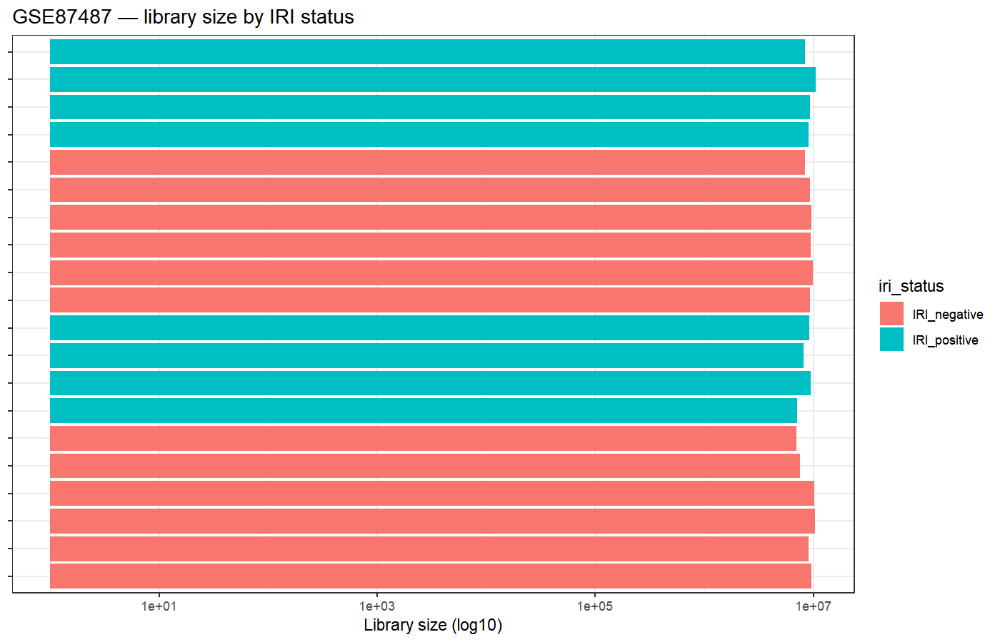 GSE87487 — library size by IRI status
iri_status
IRI_negative
IRI_positive
1e+01
1e+03
1e+05
1e+07
Library size (log10)